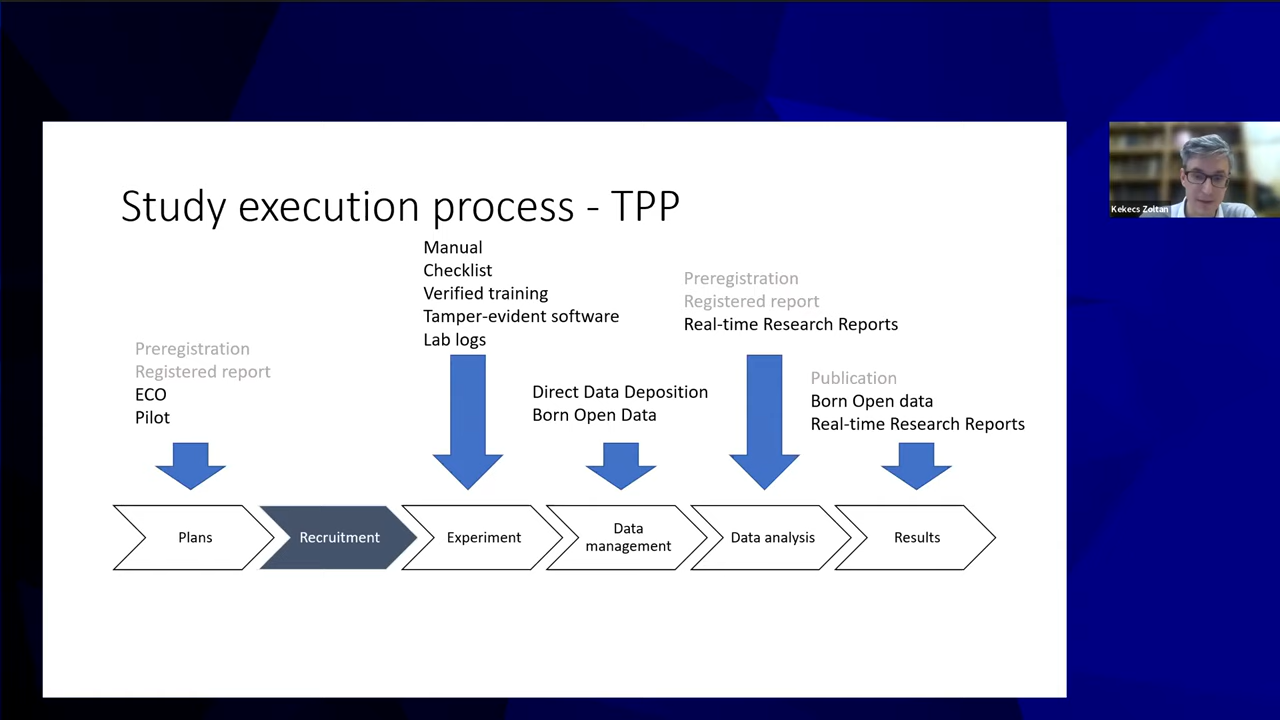 Study execution process - TPP
Manual
Checklist
Verified training
Tamper-evident software
Lab logs
Preregistration
Registered report
Real-time Research Reports
Preregistration
Registered report
ECO
Pilot
Direct Data Deposition
Born Open Data
Publication
Born Open data
Real-time Research Reports
Plans
Recruitment
Experiment
Data
management
Data analysis
Results
Kekecs Zoltan